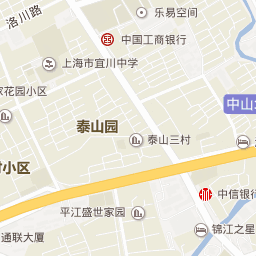 洛川路
乐易空间
中国工商银行
上海市宜川中学
花园小区
中山
泰山园
泰山三村
小区
中信银行
平江盛世家园
锦江之星
通联大厦